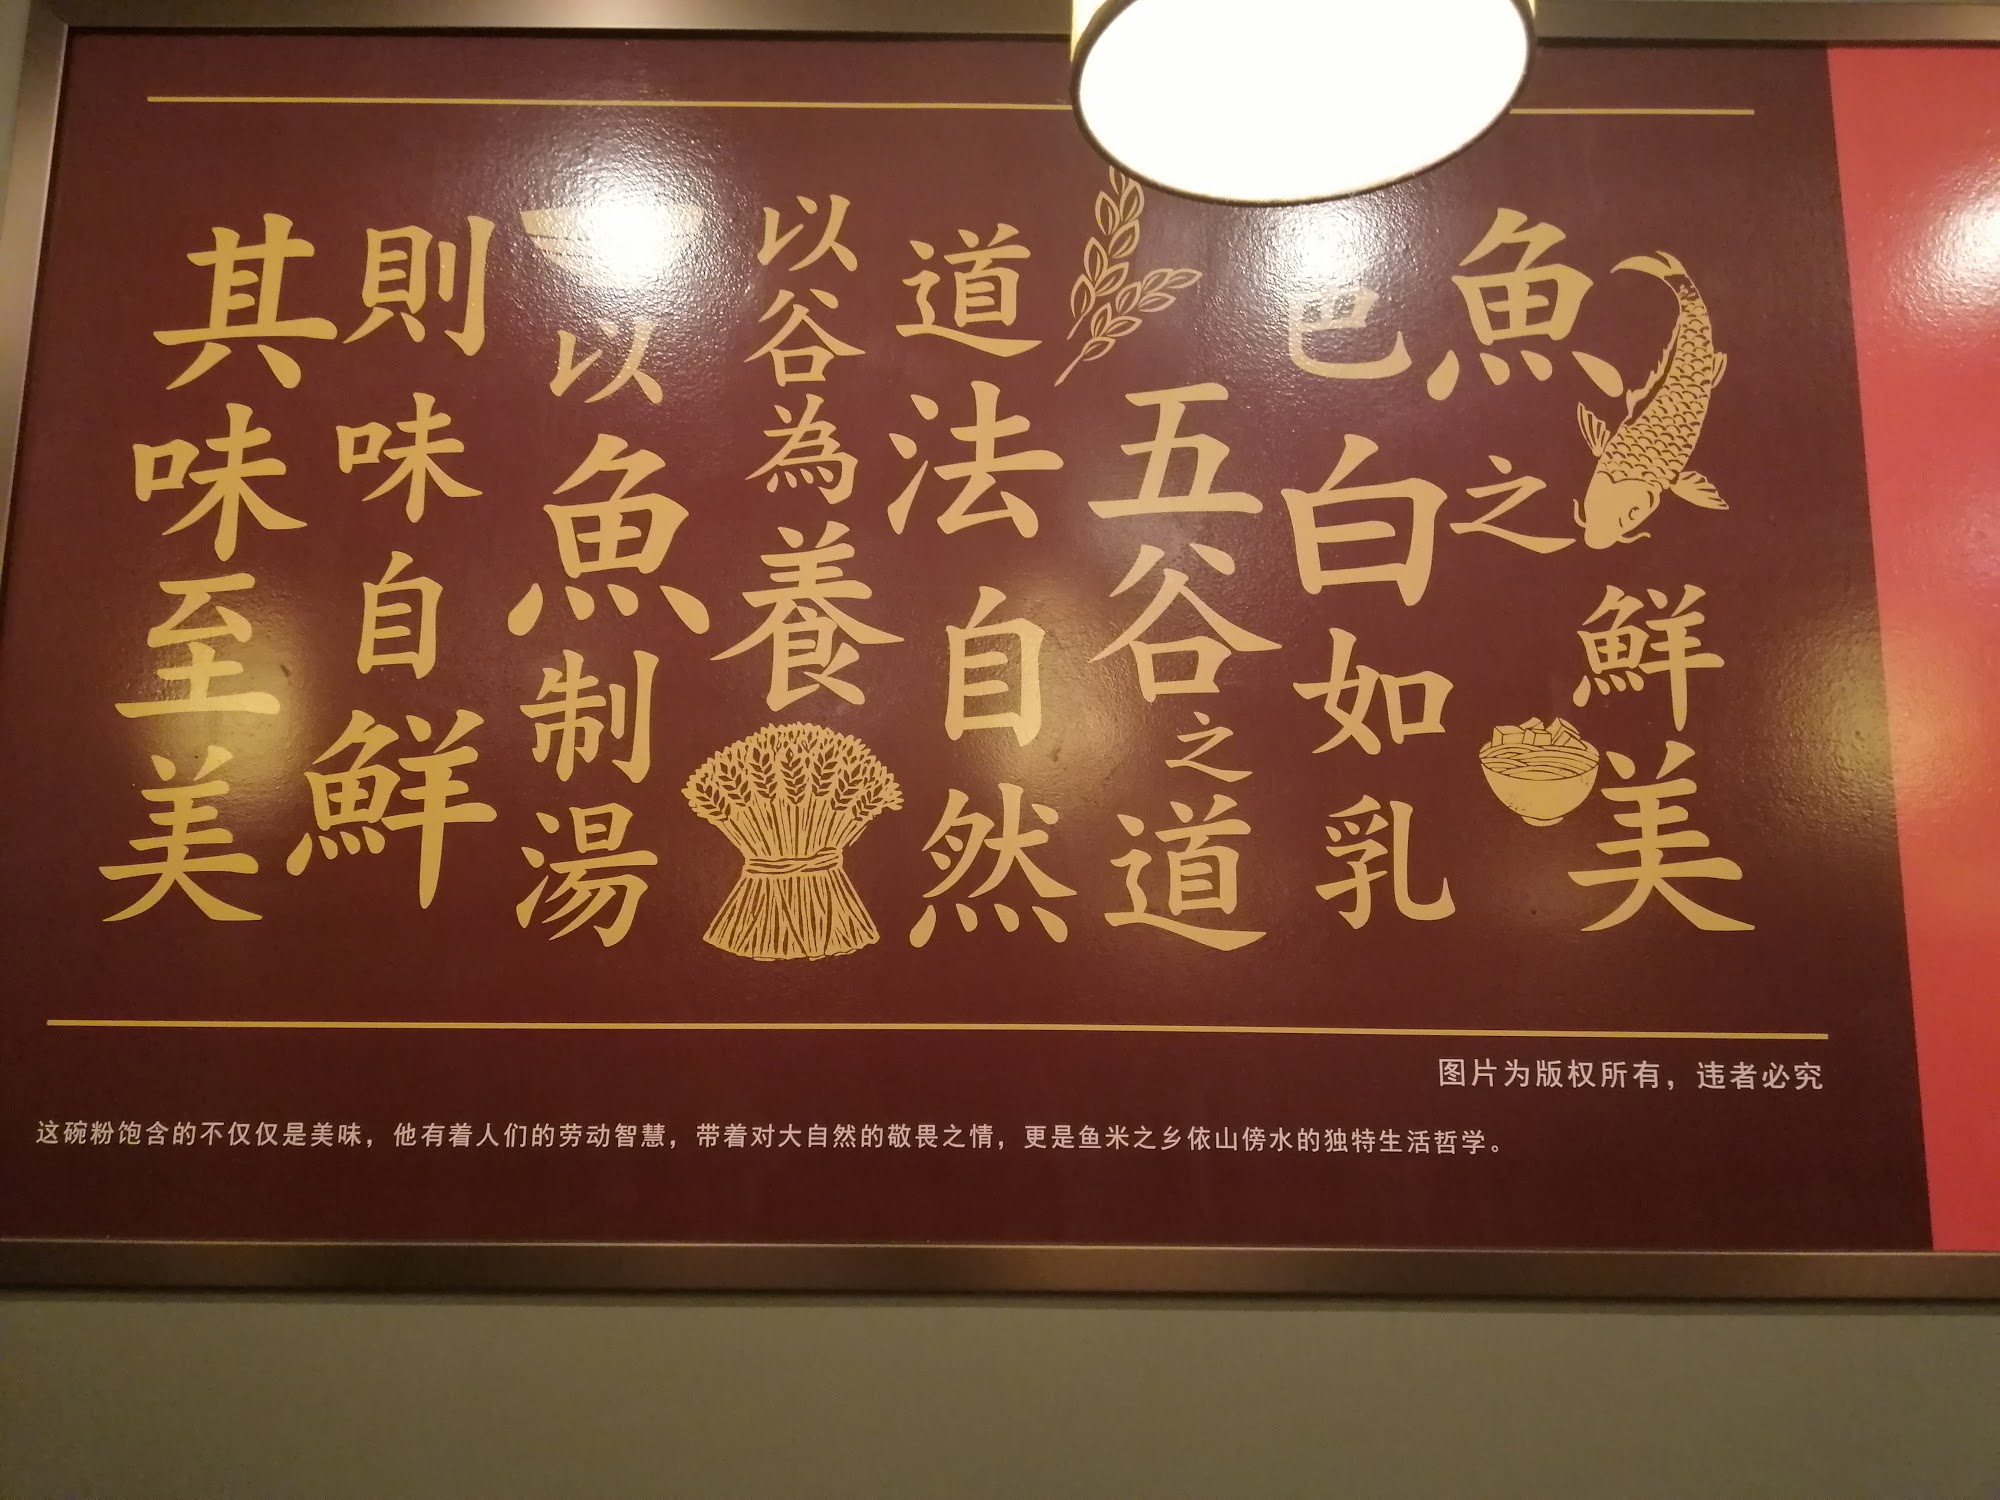 魚之鮮美
色白如乳
五谷之道
道法自然
以谷為養
以魚制湯
則味自鮮
其味至美
图片为版权所有，违者必究
这碗粉饱含的不仅仅是美味，他有着人们的劳动智慧，带着对大自然的敬畏之情，更是鱼米之乡依山傍水的独特生活哲学。